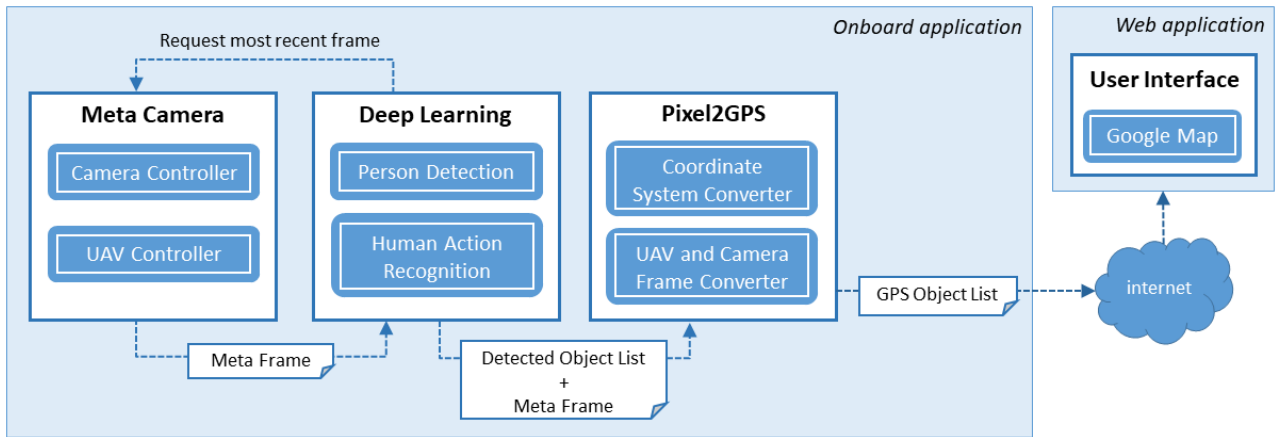 Onboard application
Web application
Request most recent frame
Meta Camera
Camera Controller
UAV Controller
Deep Learning
Person Detection
Human Action
Recognition
Pixel2GPS
Coordinate
System Converter
UAV and Camera
Frame Converter
User Interface
Google Map
GPS Object List
internet
Meta Frame
Detected Object List
+
Meta Frame